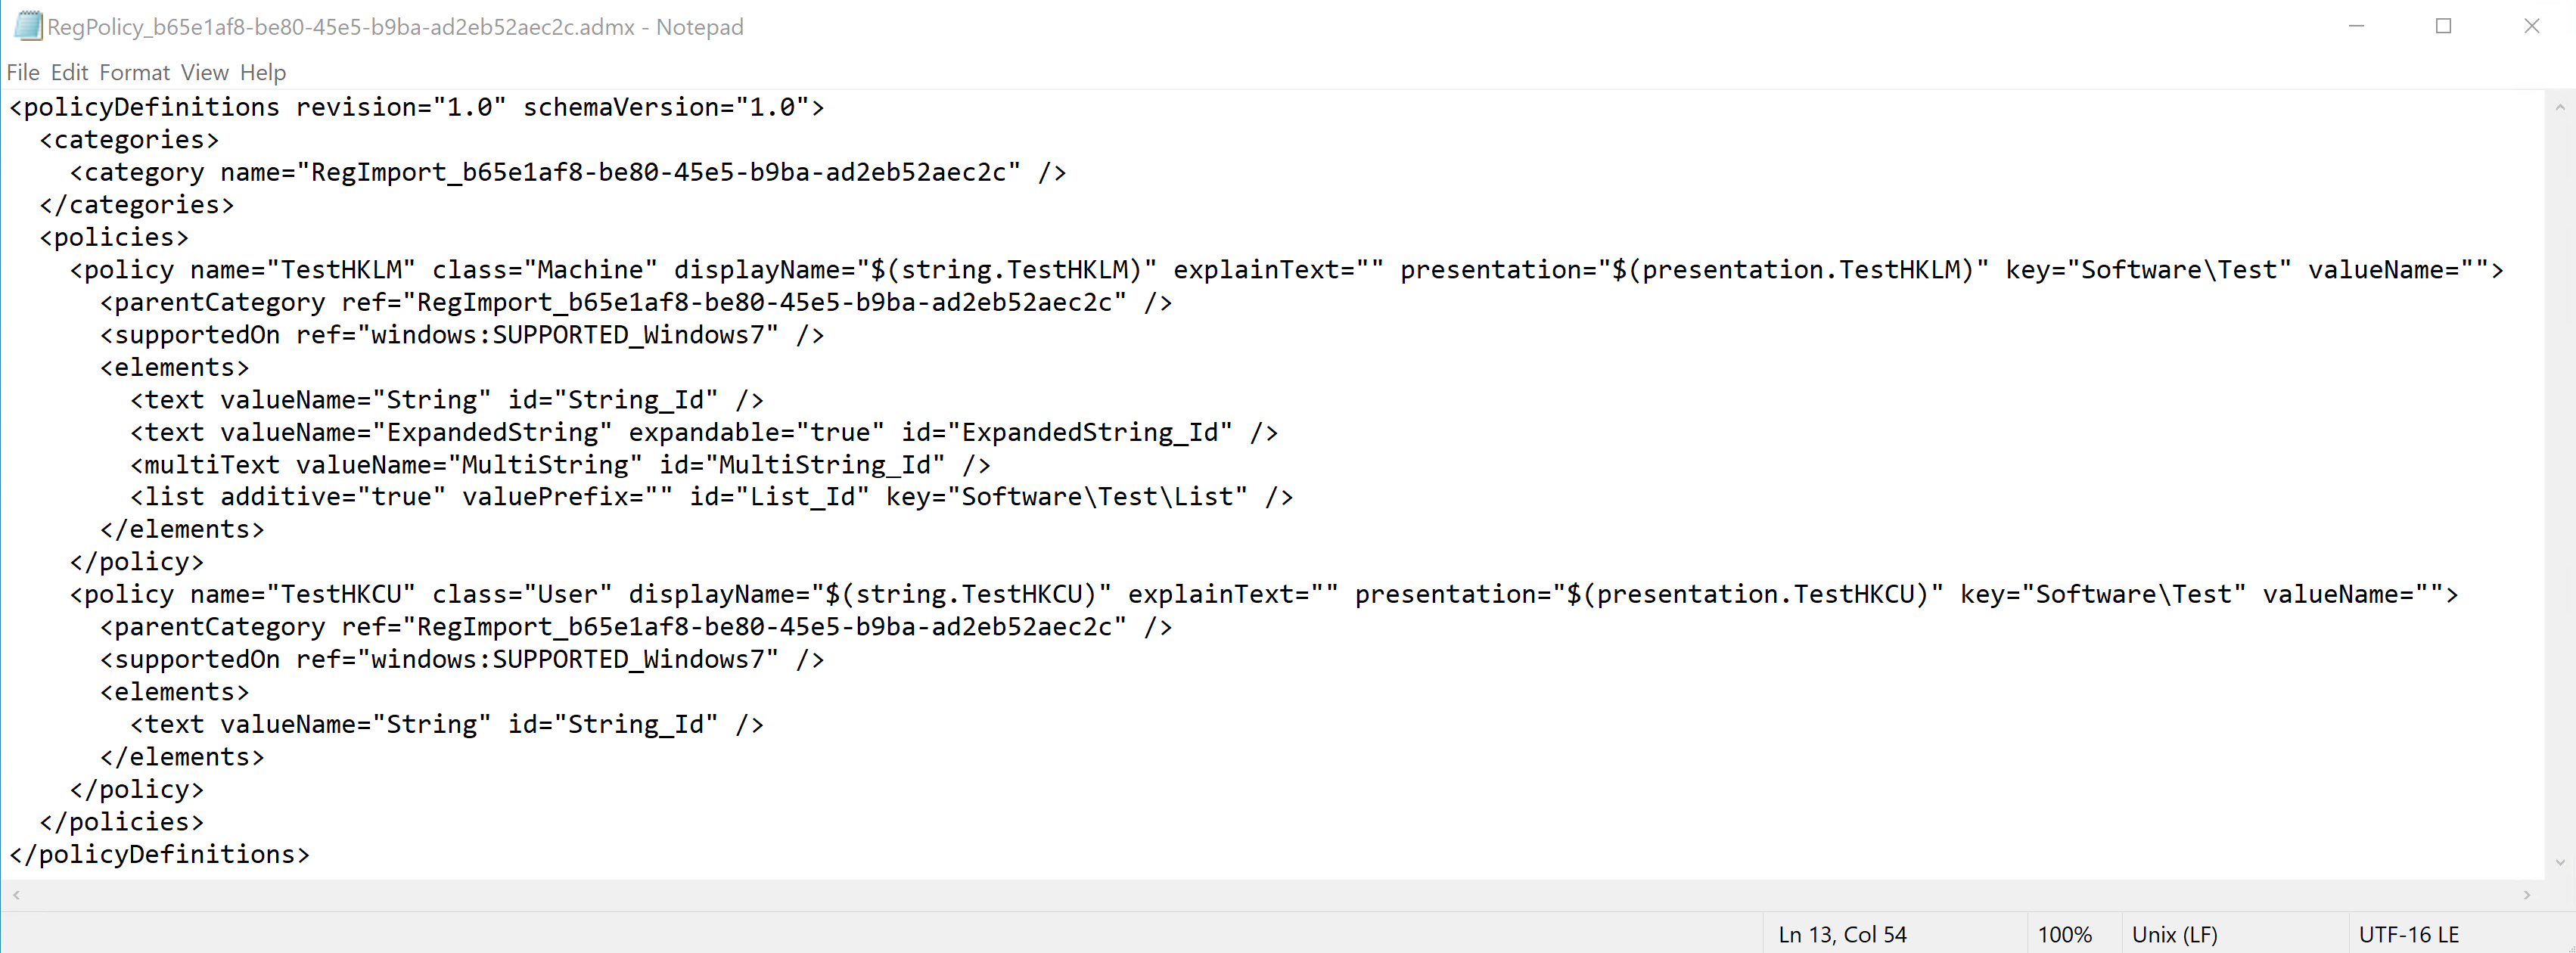 RegPolicy_b65e1af8-be80-45e5-b9ba-ad2eb52aec2c.admx - Notepad
File Edit Format View Help
<policyDefinitions revision="1.0" schemaVersion="1.0">
  <categories>
    <category name="RegImport_b65e1af8-be80-45e5-b9ba-ad2eb52aec2c" />
  </categories>
  <policies>
    <policy name="TestHKLM" class="Machine" displayName="$(string.TestHKLM)" explainText="" presentation="$(presentation.TestHKLM)" key="Software\Test" valueName="">
      <parentCategory ref="RegImport_b65e1af8-be80-45e5-b9ba-ad2eb52aec2c" />
      <supportedOn ref="windows:SUPPORTED_Windows7" />
      <elements>
        <text valueName="String" id="String_Id" />
        <text valueName="ExpandedString" expandable="true" id="ExpandedString_Id" />
        <multiText valueName="MultiString" id="MultiString_Id" />
        <list additive="true" valuePrefix="" id="List_Id" key="Software\Test\List" />
      </elements>
    </policy>
    <policy name="TestHKCU" class="User" displayName="$(string.TestHKCU)" explainText="" presentation="$(presentation.TestHKCU)" key="Software\Test" valueName="">
      <parentCategory ref="RegImport_b65e1af8-be80-45e5-b9ba-ad2eb52aec2c" />
      <supportedOn ref="windows:SUPPORTED_Windows7" />
      <elements>
        <text valueName="String" id="String_Id" />
      </elements>
    </policy>
  </policies>
</policyDefinitions>
Ln 13, Col 54 100% Unix (LF) UTF-16 LE